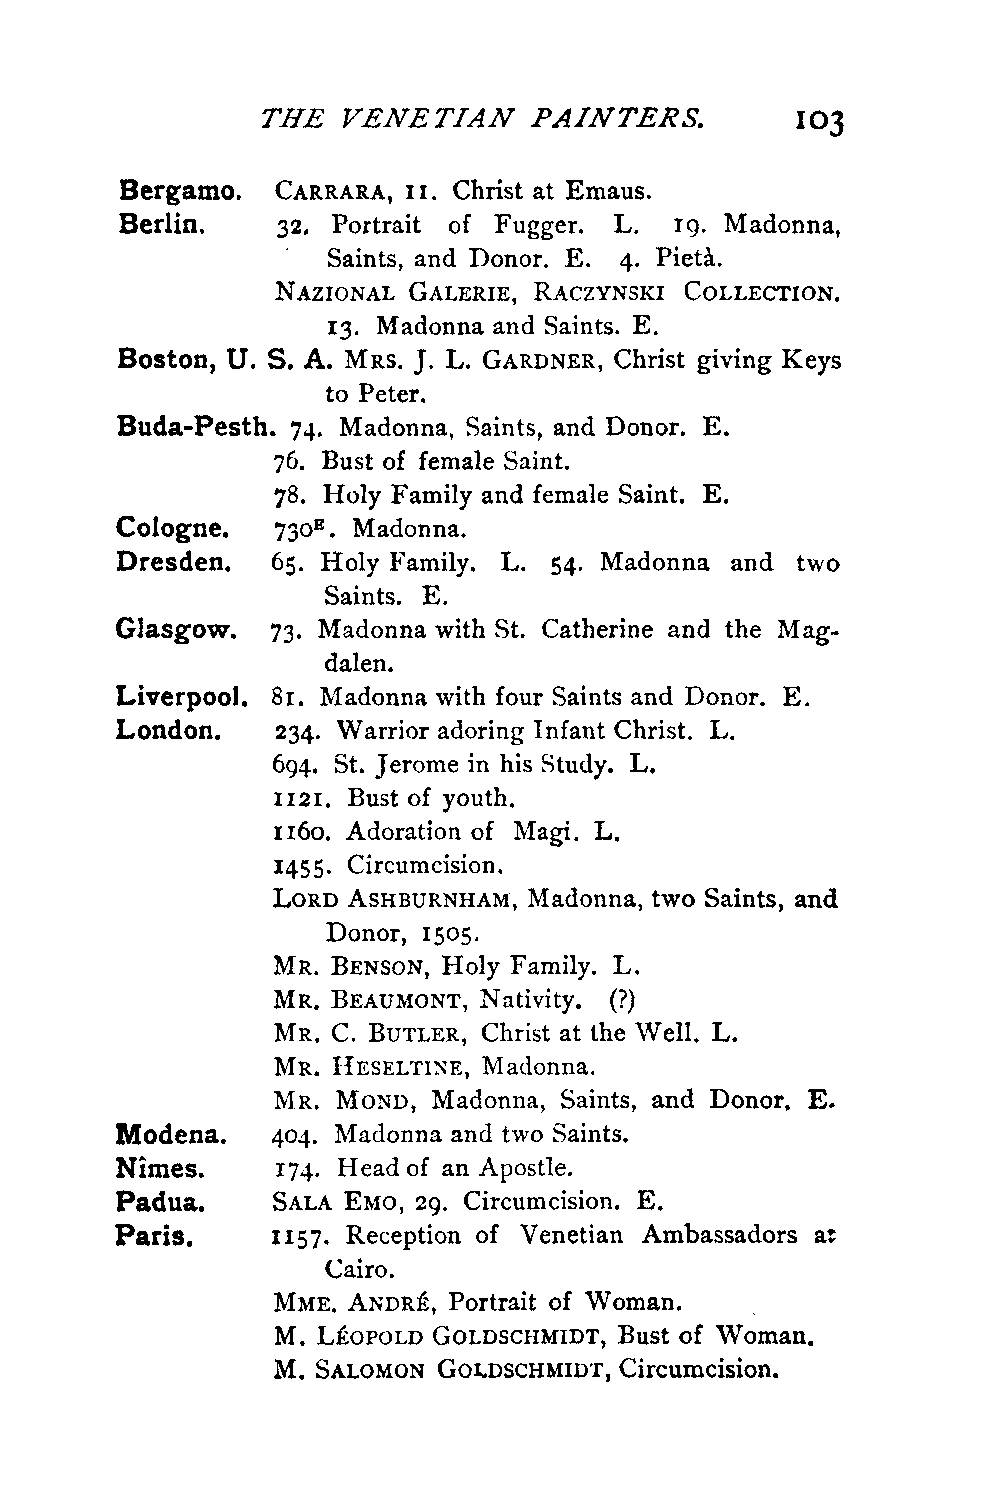 THE VENETIAN PAINTERS. 103
Bergamo. CARRARA, 11. Christ at Emaus.
Berlin. 32. Portrait of Fugger. L. 19. Madonna,
Saints, and Donor. E. 4. Pietà.
NAZIONAL GALERIE, RACZYNSKI COLLECTION.
13. Madonna and Saints. E.
Boston, U. S. A. MRS. J. L. GARDNER, Christ giving Keys
to Peter.
Buda-Pesth. 74. Madonna, Saints, and Donor. E.
76. Bust of female Saint.
78. Holy Family and female Saint. E.
Cologne. 730ᴱ. Madonna.
Dresden. 65. Holy Family. L. 54. Madonna and two
Saints. E.
Glasgow. 73. Madonna with St. Catherine and the Mag-
dalen.
Liverpool. 81. Madonna with four Saints and Donor. E.
London. 234. Warrior adoring Infant Christ. L.
694. St. Jerome in his Study. L.
1121. Bust of youth.
1160. Adoration of Magi. L.
1455. Circumcision.
LORD ASHBURNHAM, Madonna, two Saints, and
Donor, 1505.
MR. BENSON, Holy Family. L.
MR. BEAUMONT, Nativity. (?)
MR. C. BUTLER, Christ at the Well. L.
MR. HESELTINE, Madonna.
MR. MOND, Madonna, Saints, and Donor. E.
Modena. 404. Madonna and two Saints.
Nîmes. 174. Head of an Apostle.
Padua. SALA EMO, 29. Circumcision. E.
Paris. 1157. Reception of Venetian Ambassadors at
Cairo.
MME. ANDRÉ, Portrait of Woman.
M. LÉOPOLD GOLDSCHMIDT, Bust of Woman.
M. SALOMON GOLDSCHMIDT, Circumcision.